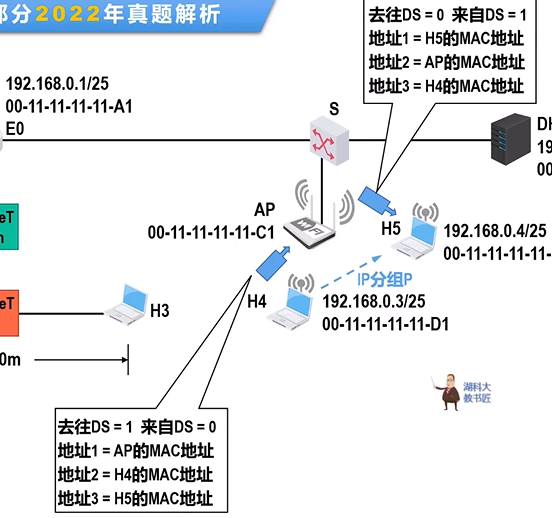 部分2022年真题解析
去往DS = 0 来自DS = 1
地址1 = H5的MAC地址
地址2 = AP的MAC地址
地址3 = H4的MAC地址
192.168.0.1/25
00-11-11-11-11-A1
E0
S
DH
19
00
eT
AP
WiFi
00-11-11-11-11-C1
H5
192.168.0.4/25
00-11-11-11-11-
IP分组P
H4
192.168.0.3/25
00-11-11-11-11-D1
eT
H3
0m
湖科大
教书匠
去往DS = 1 来自DS = 0
地址1 = AP的MAC地址
地址2 = H4的MAC地址
地址3 = H5的MAC地址